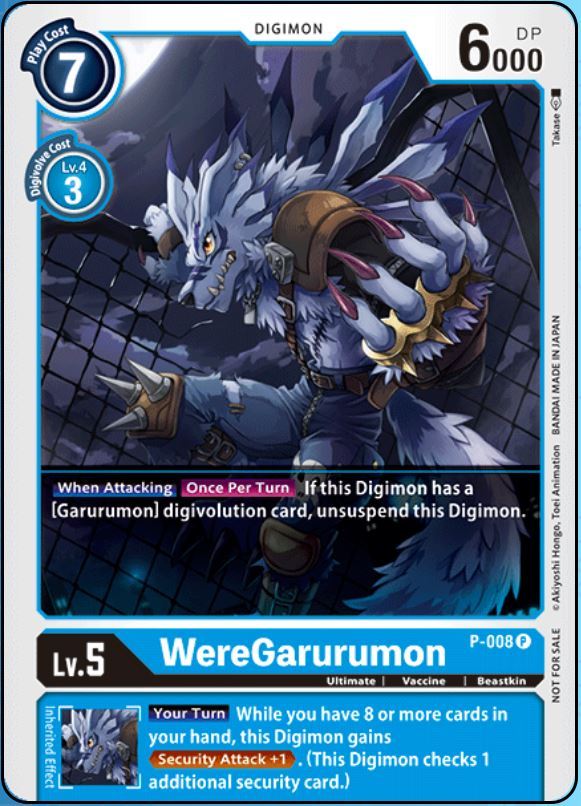 DIGIMON
Play Cost
7
6000
DP
Digivolve Cost
Lv.4
3
Takase
When Attacking Once Per Turn If this Digimon has a
[Garurumon] digivolution card, unsuspend this Digimon.
© Akiyoshi Hongo, Toei Animation BANDAI MADE IN JAPAN
NOT FOR SALE
Lv.5
WereGarurumon
P-008 P
Ultimate | Vaccine | Beastkin
Inherited Effect
Your Turn While you have 8 or more cards in
your hand, this Digimon gains
Security Attack +1 . (This Digimon checks 1
additional security card.)